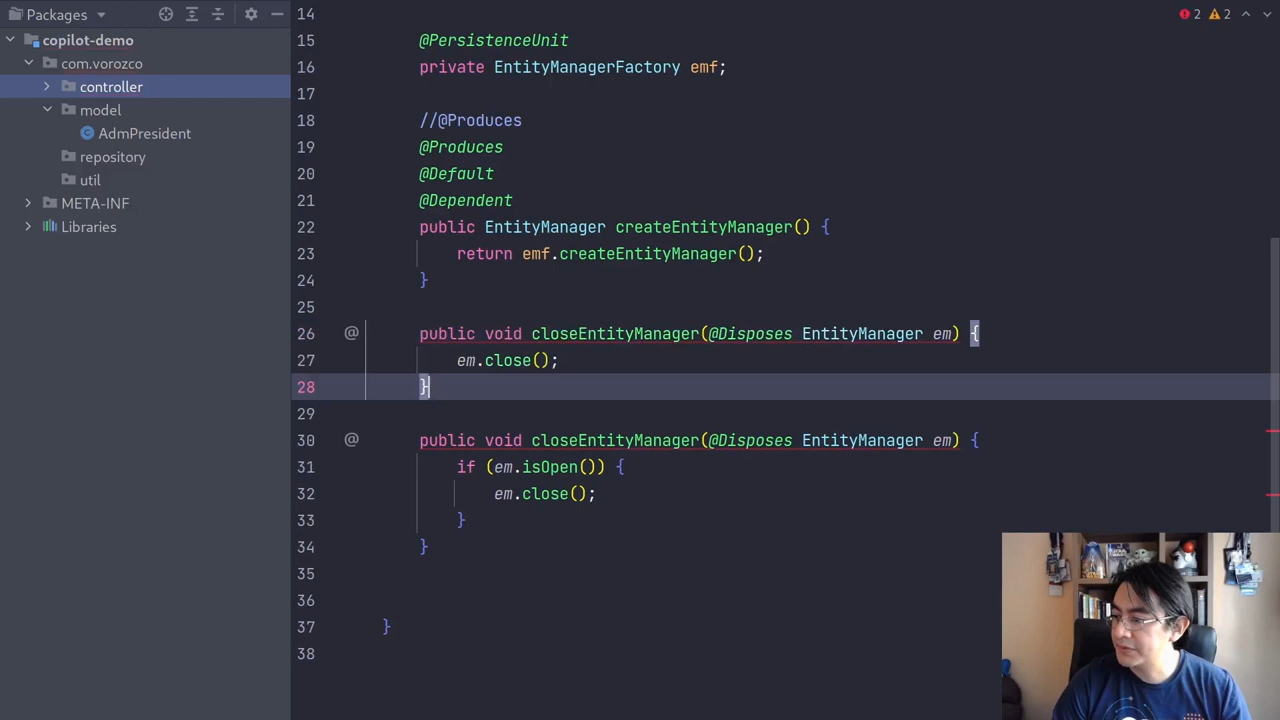 Packages
copilot-demo
com.vorozco
controller
model
AdmPresident
repository
util
META-INF
Libraries
2 2
14
15 @PersistenceUnit
16 private EntityManagerFactory emf;
17
18 //@Produces
19 @Produces
20 @Default
21 @Dependent
22 public EntityManager createEntityManager() {
23 return emf.createEntityManager();
24 }
25
26 @ public void closeEntityManager(@Disposes EntityManager em) {
27 em.close();
28 }
29
30 @ public void closeEntityManager(@Disposes EntityManager em) {
31 if (em.isOpen()) {
32 em.close();
33 }
34 }
35
36
37 }
38